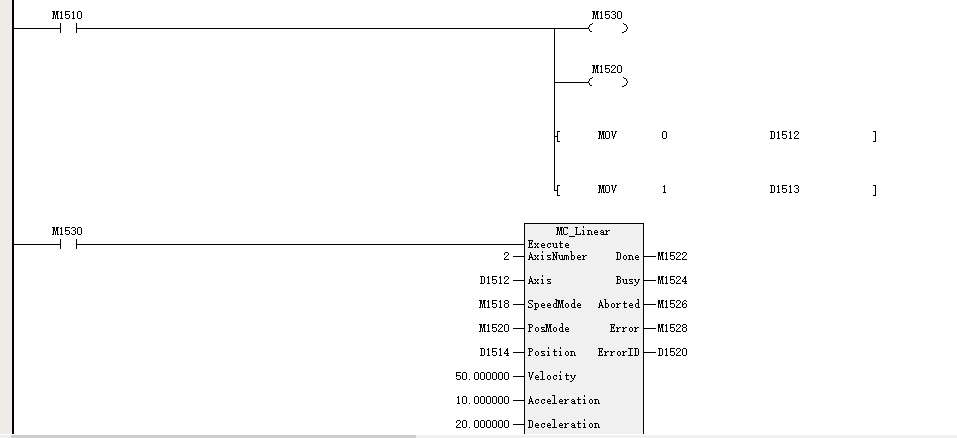 M1510
M1530
M1520
[ MOV 0 D1512 ]
[ MOV 1 D1513 ]
M1530
MC_Linear
Execute
2 AxisNumber Done M1522
D1512 Axis Busy M1524
M1518 SpeedMode Aborted M1526
M1520 PosMode Error M1528
D1514 Position ErrorID D1520
50.000000 Velocity
10.000000 Acceleration
20.000000 Deceleration